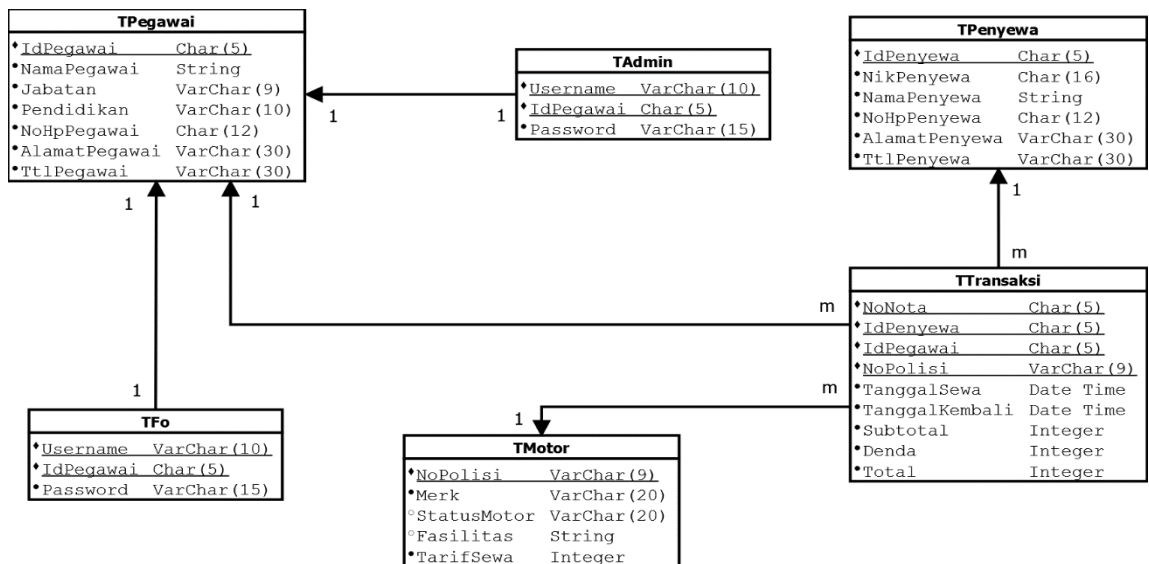 TPegawai
IdPegawai Char(5)
NamaPegawai String
Jabatan VarChar(9)
Pendidikan VarChar(10)
NoHpPegawai Char(12)
AlamatPegawai VarChar(30)
TtlPegawai VarChar(30)
1
1
1
1
TAdmin
Username VarChar(10)
IdPegawai Char(5)
Password VarChar(15)
TPenyewa
IdPenyewa Char(5)
NikPenyewa Char(16)
NamaPenyewa String
NoHpPenyewa Char(12)
AlamatPenyewa VarChar(30)
TtlPenyewa VarChar(30)
1
m
TTransaksi
NoNota Char(5)
IdPenyewa Char(5)
IdPegawai Char(5)
NoPolisi VarChar(9)
TanggalSewa Date Time
TanggalKembali Date Time
Subtotal Integer
Denda Integer
Total Integer
m
m
1
TFo
Username VarChar(10)
IdPegawai Char(5)
Password VarChar(15)
1
TMotor
NoPolisi VarChar(9)
Merk VarChar(20)
StatusMotor VarChar(20)
Fasilitas String
TarifSewa Integer